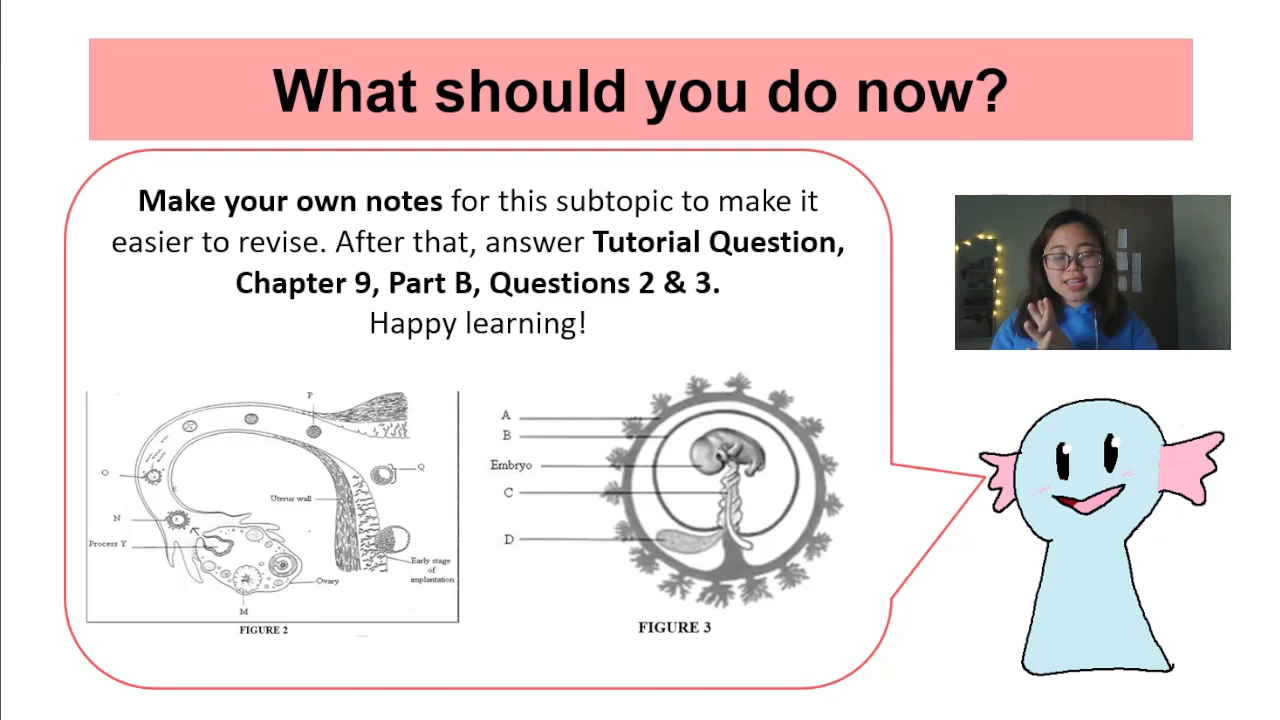 What should you do now?
Make your own notes for this subtopic to make it
easier to revise. After that, answer Tutorial Question,
Chapter 9, Part B, Questions 2 & 3.
Happy learning!
P
O
Q
Uterus wall
N
Process Y
Early stage
of
implantation
Ovary
M
FIGURE 2
A
B
Embryo
C
D
FIGURE 3